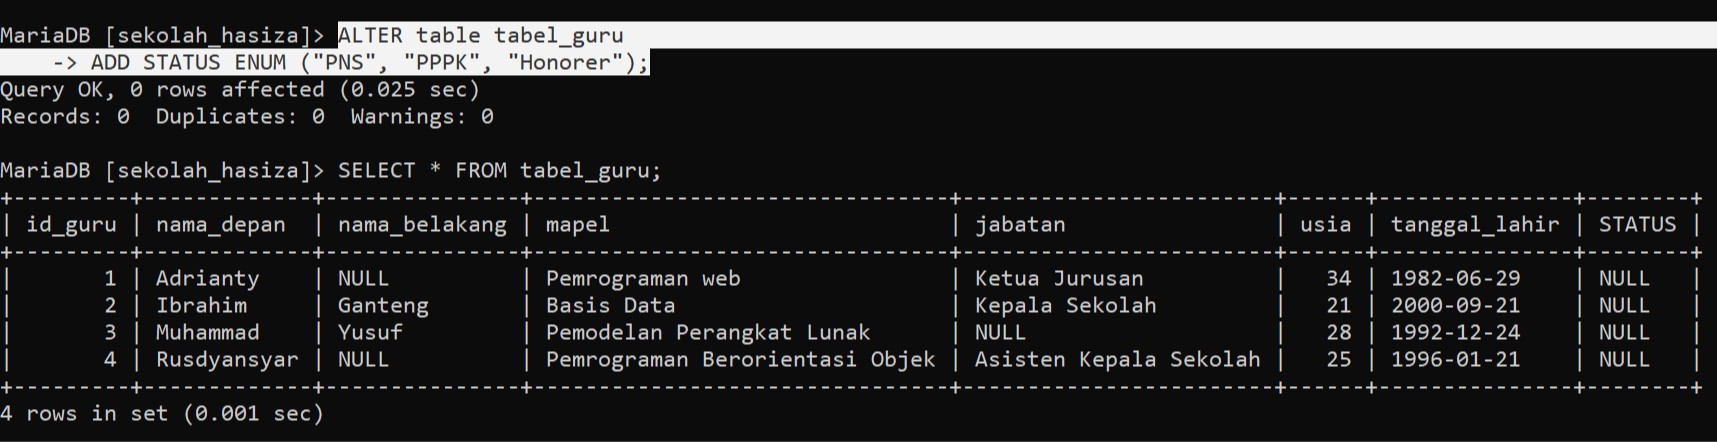 MariaDB [sekolah_hasiza]> ALTER table tabel_guru
    -> ADD STATUS ENUM ("PNS", "PPPK", "Honorer");
Query OK, 0 rows affected (0.025 sec)
Records: 0  Duplicates: 0  Warnings: 0

MariaDB [sekolah_hasiza]> SELECT * FROM tabel_guru;
+---------+--------------+---------------+--------------------------------+------------------------+------+---------------+--------+
| id_guru | nama_depan  | nama_belakang | mapel                          | jabatan                | usia | tanggal_lahir | STATUS |
+---------+--------------+---------------+--------------------------------+------------------------+------+---------------+--------+
|       1 | Adrianty    | NULL          | Pemrograman web                | Ketua Jurusan          |   34 | 1982-06-29    | NULL   |
|       2 | Ibrahim     | Ganteng       | Basis Data                     | Kepala Sekolah         |   21 | 2000-09-21    | NULL   |
|       3 | Muhammad    | Yusuf         | Pemodelan Perangkat Lunak      | NULL                   |   28 | 1992-12-24    | NULL   |
|       4 | Rusdyansyar | NULL          | Pemrograman Berorientasi Objek | Asisten Kepala Sekolah |   25 | 1996-01-21    | NULL   |
+---------+--------------+---------------+--------------------------------+------------------------+------+---------------+--------+
4 rows in set (0.001 sec)